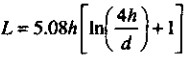 L = 5.08h[ln(4h/d) + 1]